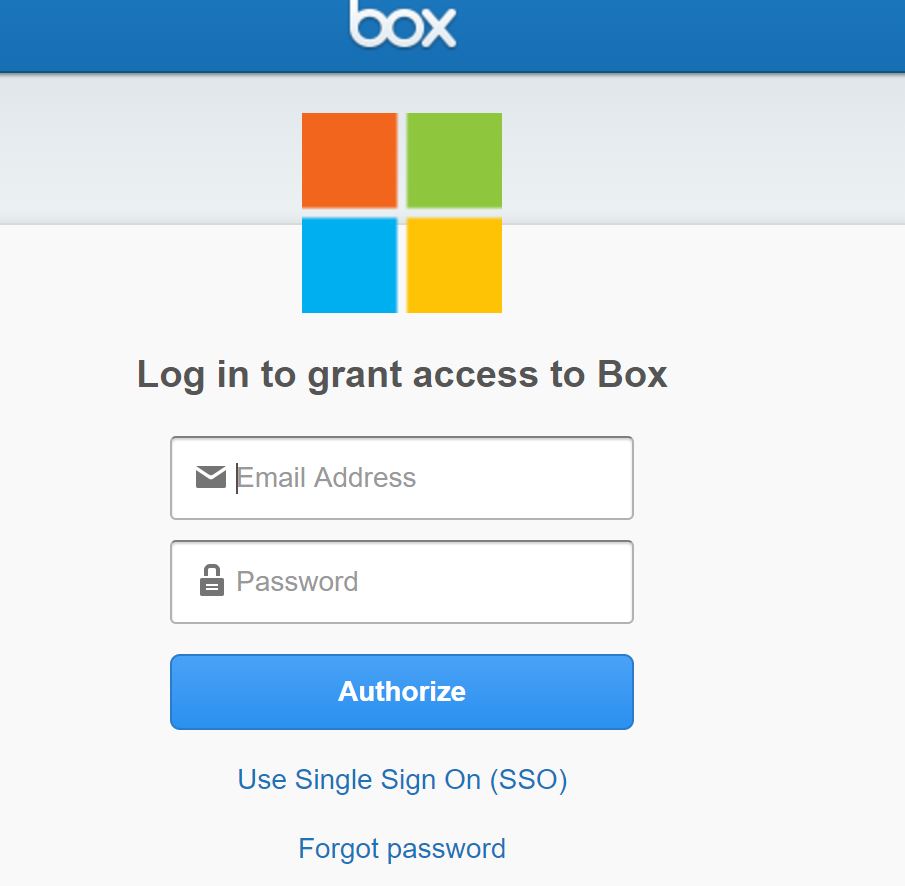 box
Log in to grant access to Box
Email Address
Password
Authorize
Use Single Sign On (SSO)
Forgot password